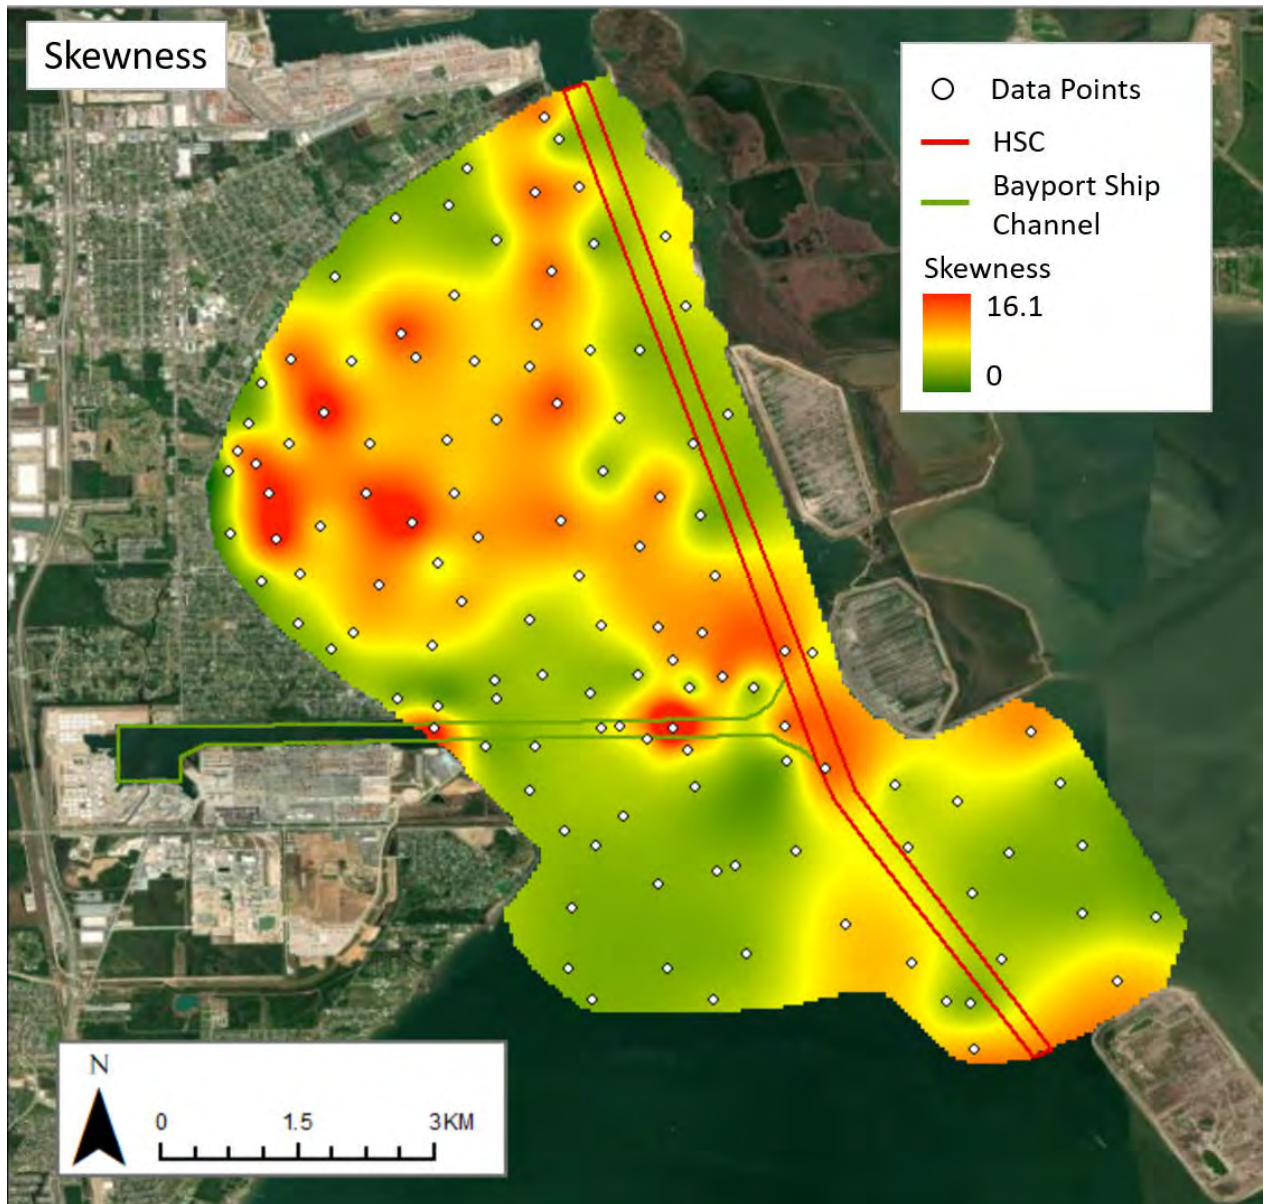 Skewness
Data Points
HSC
Bayport Ship
Channel
Skewness
16.1
0
N
0 1.5 3KM